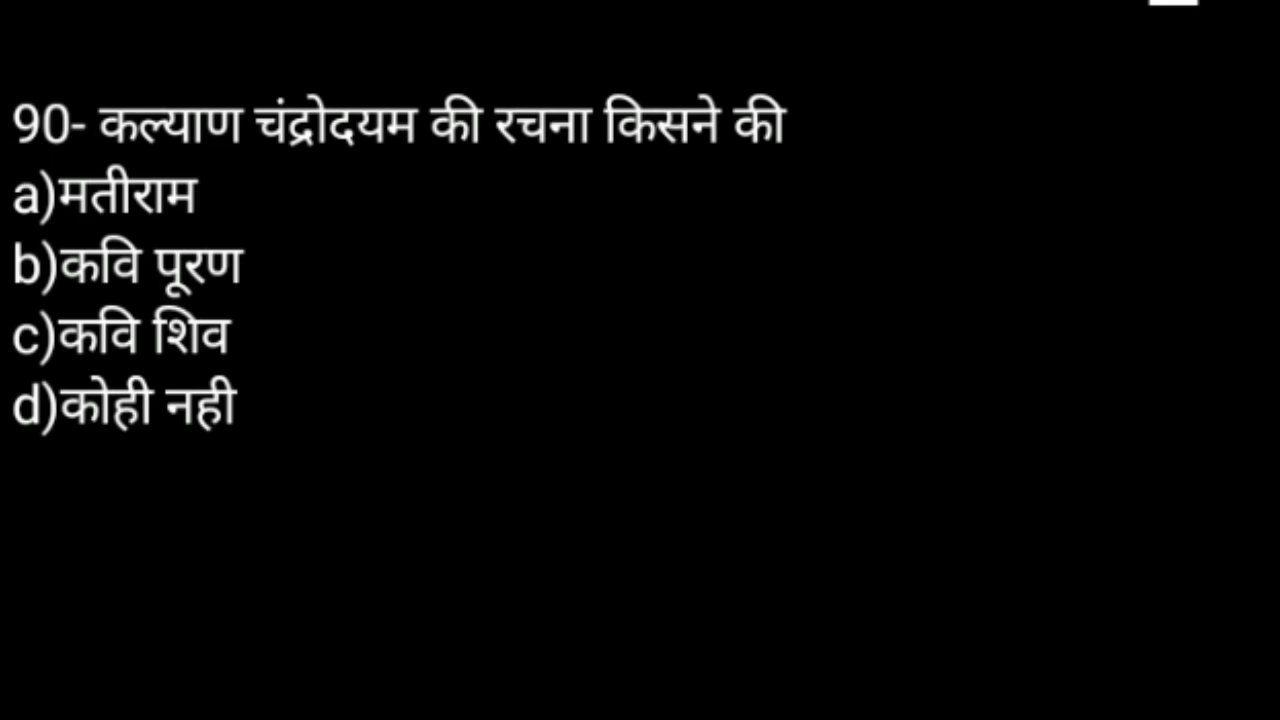 90- कल्याण चंद्रोदयम की रचना किसने की
a)मतीराम
b)कवि पूरण
c)कवि शिव
d)कोही नही